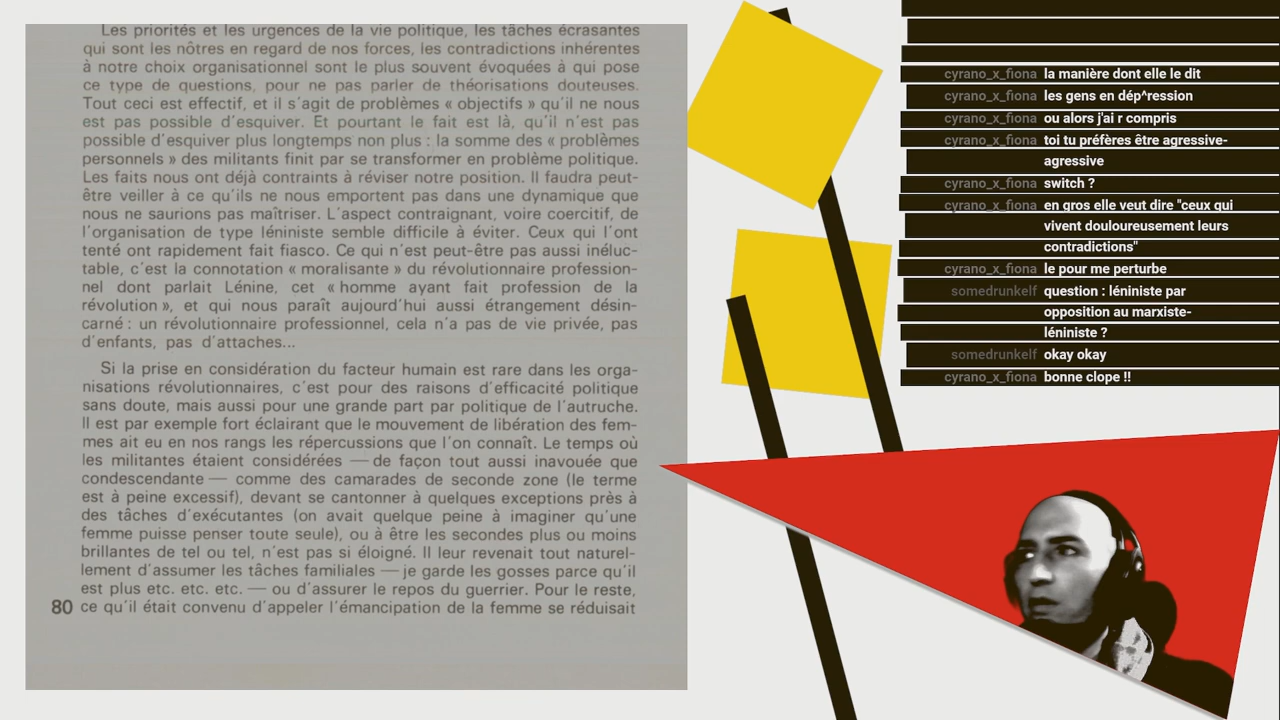 Les priorités et les urgences de la vie politique, les tâches écrasantes
qui sont les nôtres en regard de nos forces, les contradictions inhérentes
à notre choix organisationnel sont le plus souvent évoquées à qui pose
ce type de questions, pour ne pas parler de théorisations douteuses.
Tout ceci est effectif, et il s'agit de problèmes « objectifs » qu'il ne nous
est pas possible d'esquiver. Et pourtant le fait est là, qu'il n'est pas
possible d'esquiver plus longtemps non plus : la somme des « problèmes
personnels » des militants finit par se transformer en problème politique.
Les faits nous ont déjà contraints à réviser notre position. Il faudra peut-
être veiller à ce qu'ils ne nous emportent pas dans une dynamique que
nous ne saurions pas maîtriser. L'aspect contraignant, voire coercitif, de
l'organisation de type léniniste semble difficile à éviter. Ceux qui l'ont
tenté ont rapidement fait fiasco. Ce qui n'est peut-être pas aussi inéluc-
table, c'est la connotation « moralisante » du révolutionnaire profession-
nel dont parlait Lénine, cet « homme ayant fait profession de la
révolution », et qui nous paraît aujourd'hui aussi étrangement désin-
carné : un révolutionnaire professionnel, cela n'a pas de vie privée, pas
d'enfants, pas d'attaches...
Si la prise en considération du facteur humain est rare dans les orga-
nisations révolutionnaires, c'est pour des raisons d'efficacité politique
sans doute, mais aussi pour une grande part par politique de l'autruche.
Il est par exemple fort éclairant que le mouvement de libération des fem-
mes ait eu en nos rangs les répercussions que l'on connaît. Le temps où
les militantes étaient considérées — de façon tout aussi inavouée que
condescendante — comme des camarades de seconde zone (le terme
est à peine excessif), devant se cantonner à quelques exceptions près à
des tâches d'exécutantes (on avait quelque peine à imaginer qu'une
femme puisse penser toute seule), ou à être les secondes plus ou moins
brillantes de tel ou tel, n'est pas si éloigné. Il leur revenait tout naturel-
lement d'assumer les tâches familiales — je garde les gosses parce qu'il
est plus etc. etc. etc. — ou d'assurer le repos du guerrier. Pour le reste,
80 ce qu'il était convenu d'appeler l'émancipation de la femme se réduisait
cyrano_x_fiona la manière dont elle le dit
cyrano_x_fiona les gens en dép^ression
cyrano_x_fiona ou alors j'ai r compris
cyrano_x_fiona toi tu préfères être agressive-
agressive
cyrano_x_fiona switch ?
cyrano_x_fiona en gros elle veut dire "ceux qui
vivent douloureusement leurs
contradictions"
cyrano_x_fiona le pour me perturbe
somedrunkelf question : léniniste par
opposition au marxiste-
léniniste ?
somedrunkelf okay okay
cyrano_x_fiona bonne clope !!